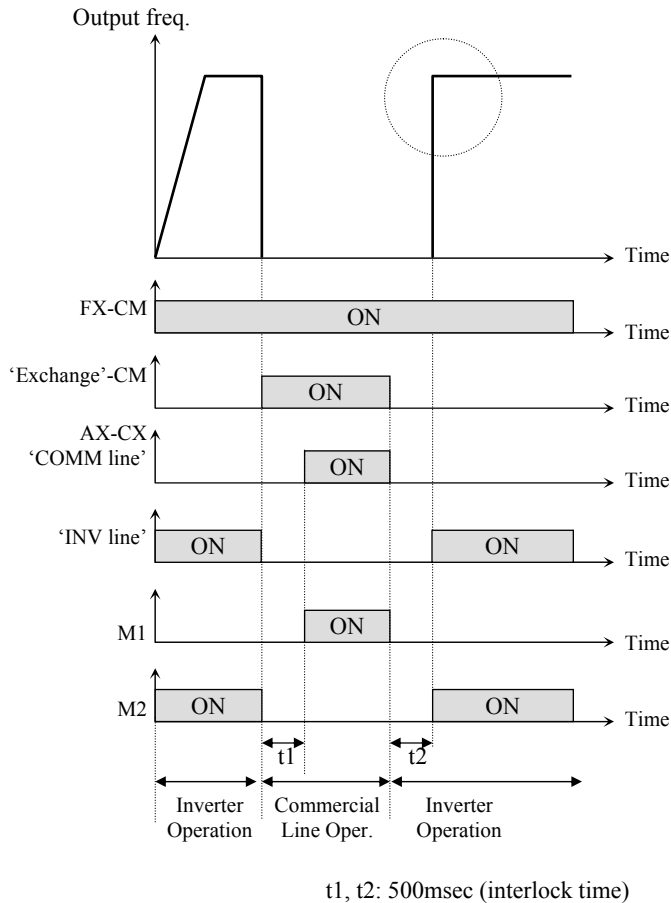 Output freq.
Time
FX-CM
ON
Time
‘Exchange’-CM
ON
Time
AX-CX
‘COMM line’
ON
Time
‘INV line’
ON
ON
Time
M1
ON
Time
M2
ON
ON
Time
t1
t2
Inverter
Operation
Commercial
Line Oper.
Inverter
Operation
t1, t2: 500msec (interlock time)